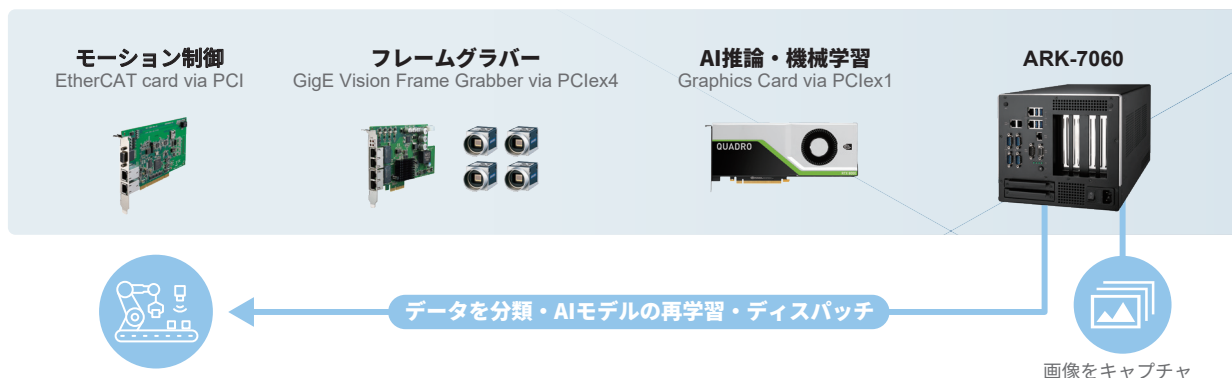 モーション制御
EtherCAT card via PCI
フレームグラバー
GigE Vision Frame Grabber via PCIex4
AI推論・機械学習
Graphics Card via PCIex1
ARK-7060
QUADRO
データを分類・AIモデルの再学習・ディスパッチ
画像をキャプチャ